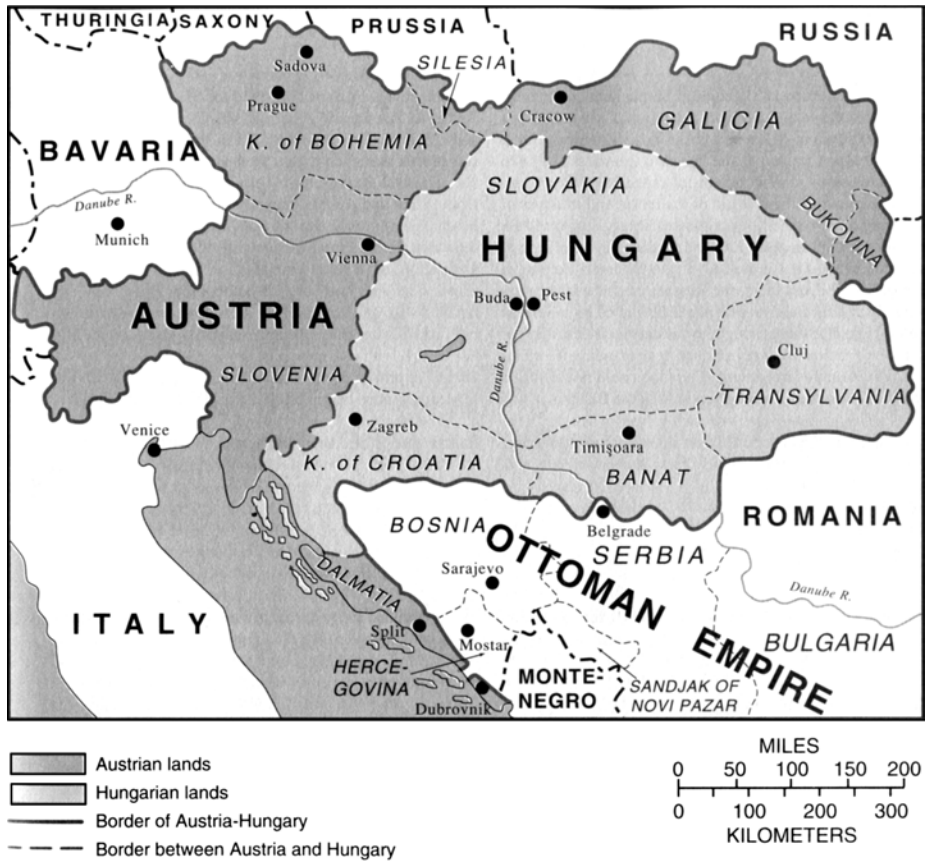 THURINGIA
SAXONY
PRUSSIA
RUSSIA
Sadova
SILESIA
Prague
Cracow
K. of BOHEMIA
GALICIA
BAVARIA
SLOVAKIA
Danube R.
BUKOVINA
Munich
Vienna
HUNGARY
Buda
Pest
AUSTRIA
Danube R.
Cluj
SLOVENIA
TRANSYLVANIA
Venice
Zagreb
Timişoara
K. of CROATIA
BANAT
ROMANIA
BOSNIA
Belgrade
OTTOMAN EMPIRE
SERBIA
DALMATIA
Sarajevo
Danube R.
ITALY
Split
Mostar
BULGARIA
HERCE-
GOVINA
MONTE-
NEGRO
SANDJAK OF
NOVI PAZAR
Dubrovnik
Austrian lands
Hungarian lands
Border of Austria-Hungary
Border between Austria and Hungary
MILES
0 50 100 150 200
0 100 200 300
KILOMETERS